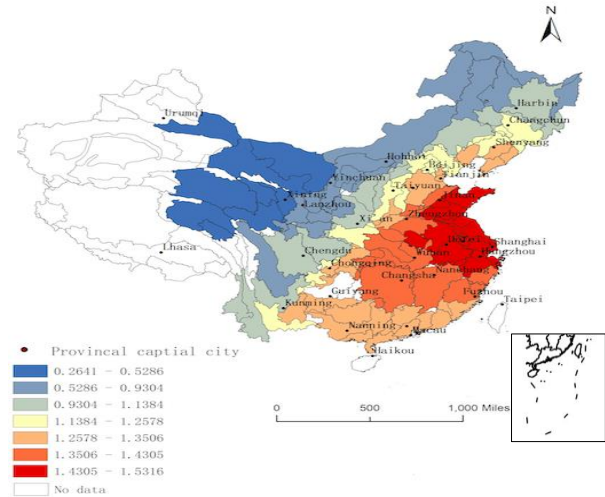 N
Urumqi
Harbin
Changchun
Shenyang
Hohhot
Beijing
Tianjin
Yinchuan
Taiyuan
Xining
Jinan
Lanzhou
Zhengzhou
Xi'an
Hefei
Shanghai
Lhasa
Chengdu
Wuhan
Hangzhou
Chongqing
Nanchang
Changsha
Guiyang
Fuzhou
Taipei
Kunming
Nanning
Macau
Haikou
Provincal captial city
0.2641 - 0.5286
0.5286 - 0.9304
0.9304 - 1.1384
1.1384 - 1.2578
1.2578 - 1.3506
1.3506 - 1.4305
1.4305 - 1.5316
No data
0
500
1,000 Miles